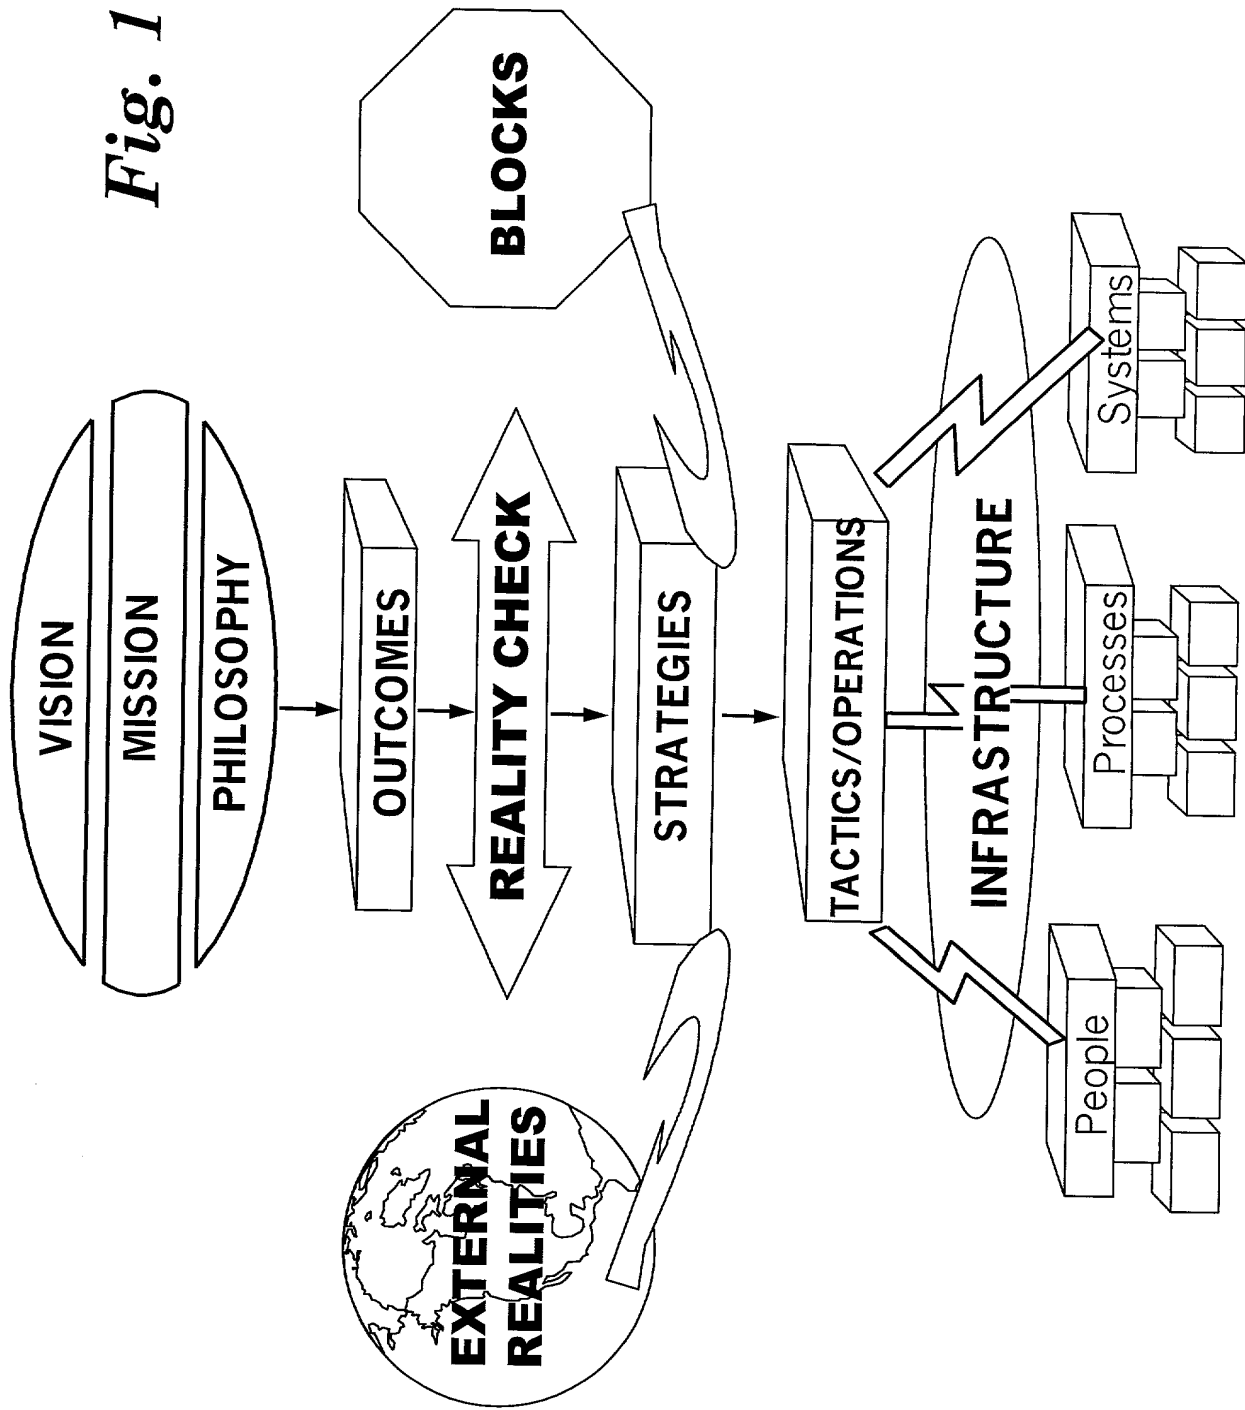 Fig. 1
VISION
MISSION
PHILOSOPHY
OUTCOMES
EXTERNAL
REALITIES
REALITY CHECK
BLOCKS
STRATEGIES
TACTICS/OPERATIONS
INFRASTRUCTURE
People
Processes
Systems